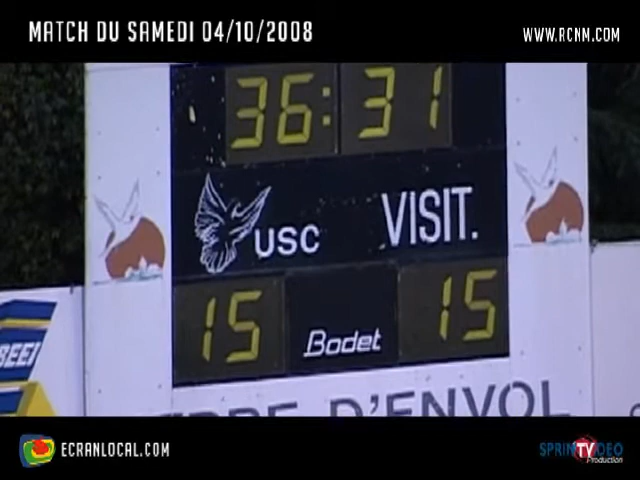 MATCH DU SAMEDI 04/10/2008
WWW.RCNM.COM
36:31
USC
VISIT.
15
15
Bodet
BEEI
D'ENVOL
ECRANLOCAL.COM
SPRINTVIDEO
Production